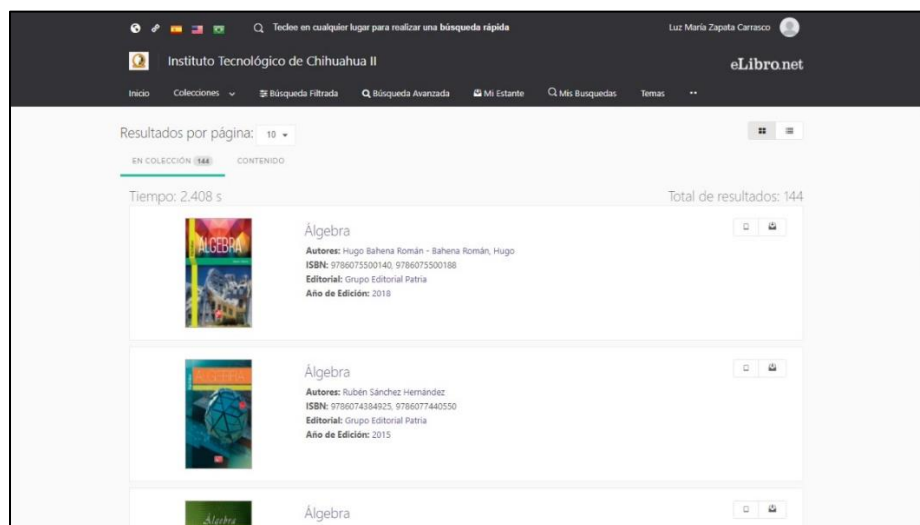 Teclee en cualquier lugar para realizar una búsqueda rápida
Luz María Zapata Carrasco
Instituto Tecnológico de Chihuahua II
eLibro.net
Inicio Colecciones Búsqueda Filtrada Búsqueda Avanzada Mi Estante Mis Busquedas Temas
Resultados por página: 10
EN COLECCIÓN 144 CONTENIDO
Tiempo: 2.408 s
Total de resultados: 144
ÁLGEBRA
Álgebra
Autores: Hugo Bahena Román - Bahena Román, Hugo
ISBN: 9786075500140, 9786075500188
Editorial: Grupo Editorial Patria
Año de Edición: 2018
ÁLGEBRA
Álgebra
Autores: Rubén Sánchez Hernández
ISBN: 9786074384925, 9786077440550
Editorial: Grupo Editorial Patria
Año de Edición: 2015
Álgebra
Álgebra